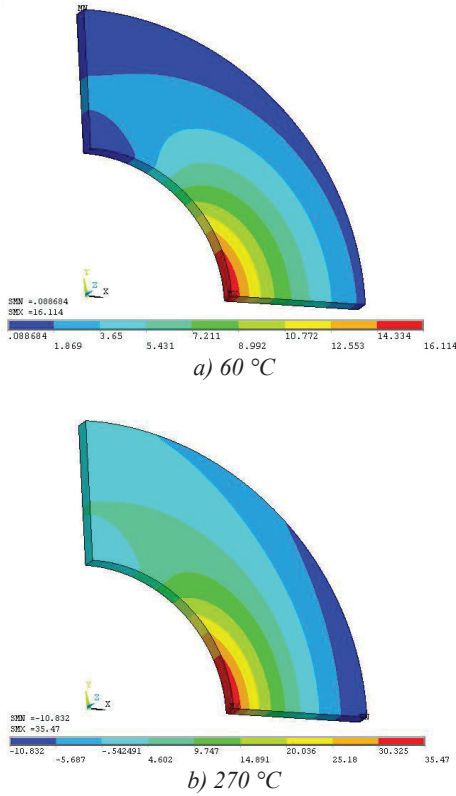 MN
Y
Z
X
SMN =.088684
SMX =16.114
.088684 3.65 7.211 10.772 14.334
1.869 5.431 8.992 12.553 16.114
a) 60 °C
Y
Z
X
SMN =-10.832
SMX =35.47
-10.832 -.542491 9.747 20.036 30.325
-5.687 4.602 14.891 25.18 35.47
b) 270 °C